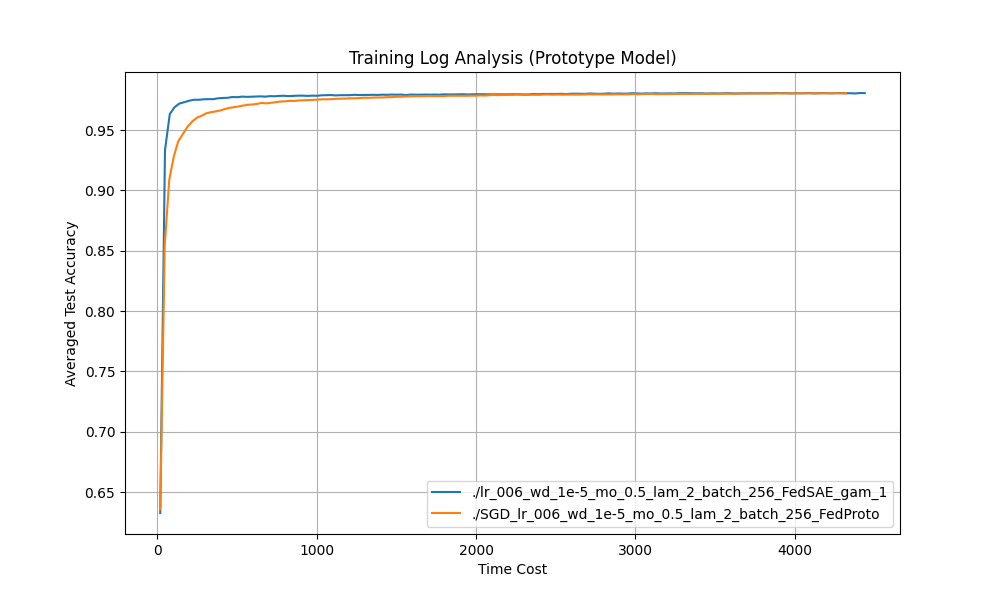 Training Log Analysis (Prototype Model)
Averaged Test Accuracy
0.95
0.90
0.85
0.80
0.75
0.70
0.65
./lr_006_wd_1e-5_mo_0.5_lam_2_batch_256_FedSAE_gam_1
./SGD_lr_006_wd_1e-5_mo_0.5_lam_2_batch_256_FedProto
0 1000 2000 3000 4000
Time Cost